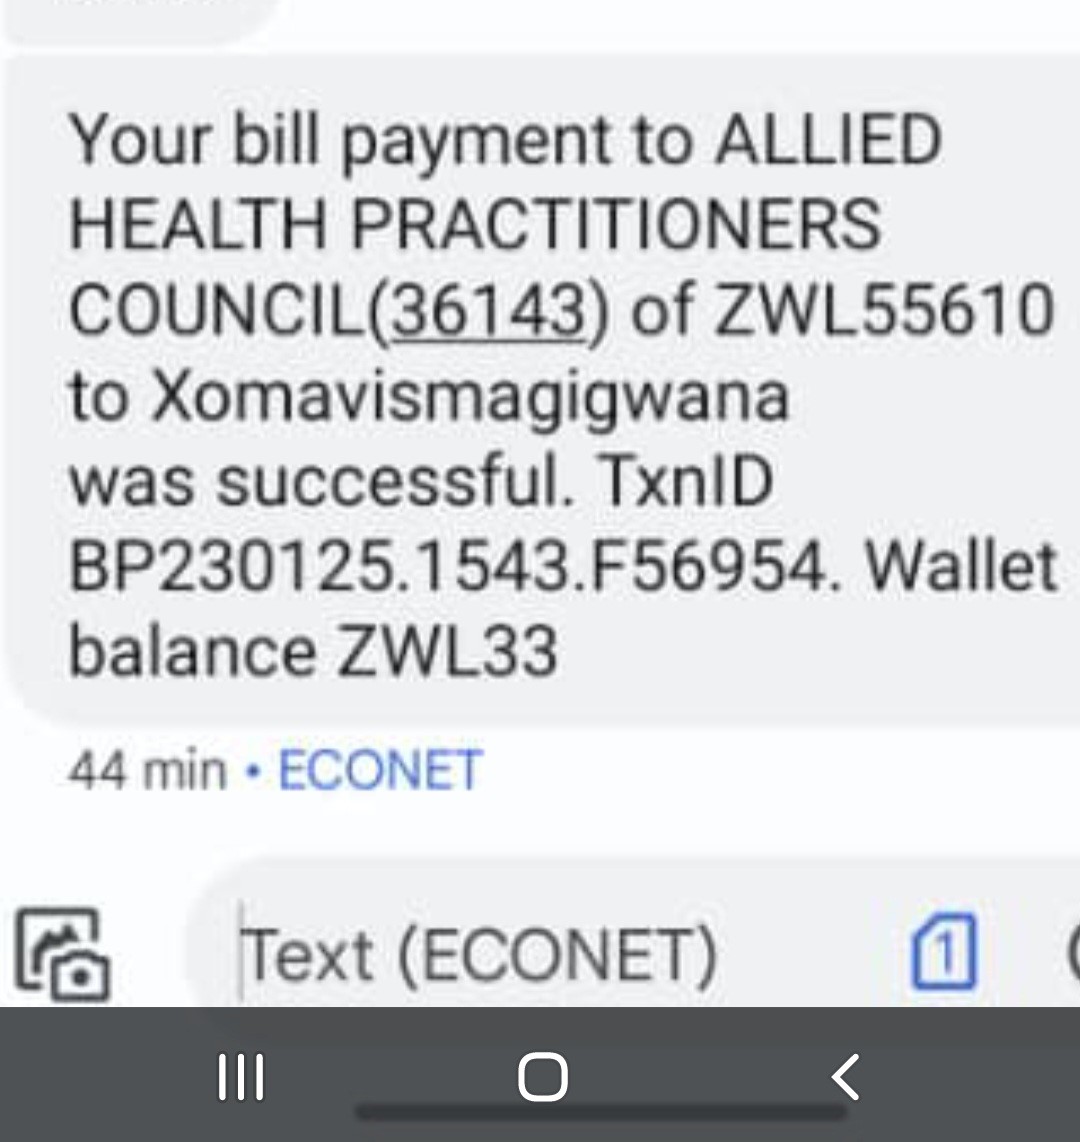 Your bill payment to ALLIED
HEALTH PRACTITIONERS
COUNCIL(36143) of ZWL55610
to Xomavismagigwana
was successful. TxnID
BP230125.1543.F56954. Wallet
balance ZWL33
44 min • ECONET
Text (ECONET)
1